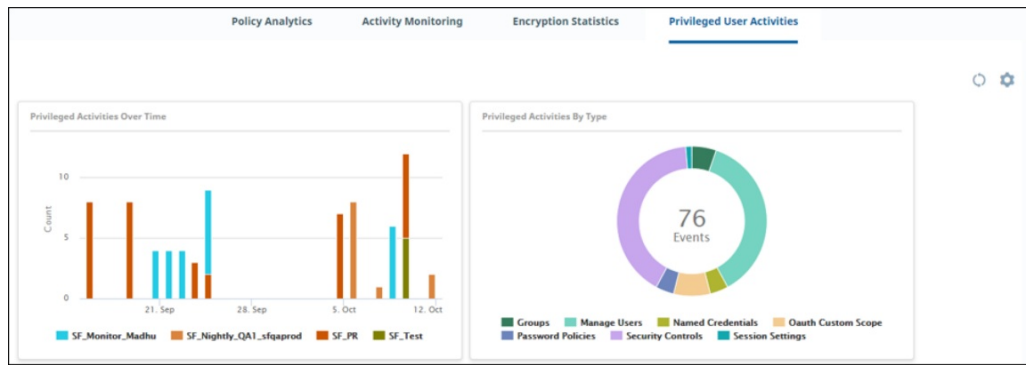 Policy Analytics Activity Monitoring Encryption Statistics Privileged User Activities
Privileged Activities Over Time
10
5
0
Count
21. Sep 28. Sep 5. Oct 12. Oct
SF_Monitor_Madhu SF_Nightly_QA1_sfqaprod SF_PR SF_Test
Privileged Activities By Type
76
Events
Groups Manage Users Named Credentials Oauth Custom Scope
Password Policies Security Controls Session Settings